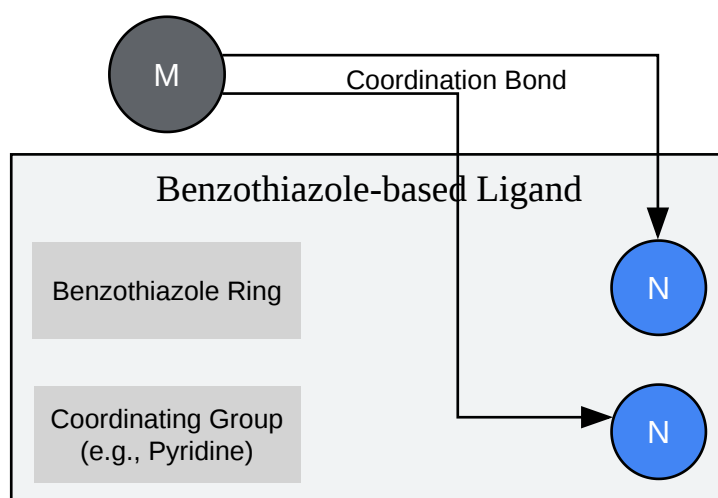 M
Coordination Bond
Benzothiazole-based Ligand
Benzothiazole Ring
N
Coordinating Group
(e.g., Pyridine)
N